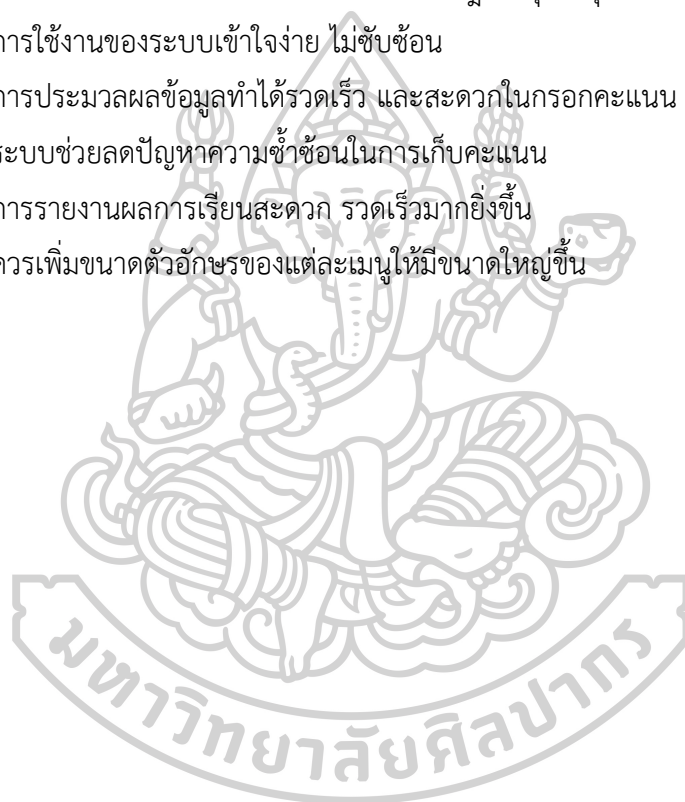 การใช้งานของระบบเข้าใจง่าย ไม่ซับซ้อน
การประมวลผลข้อมูลทำได้รวดเร็ว และสะดวกในกรอกคะแนน
ระบบช่วยลดปัญหาความซ้ำซ้อนในการเก็บคะแนน
การรายงานผลการเรียนสะดวก รวดเร็วมากยิ่งขึ้น
ควรเพิ่มขนาดตัวอักษรของแต่ละเมนูให้มีขนาดใหญ่ขึ้น
มหาวิทยาลัยศิลปากร